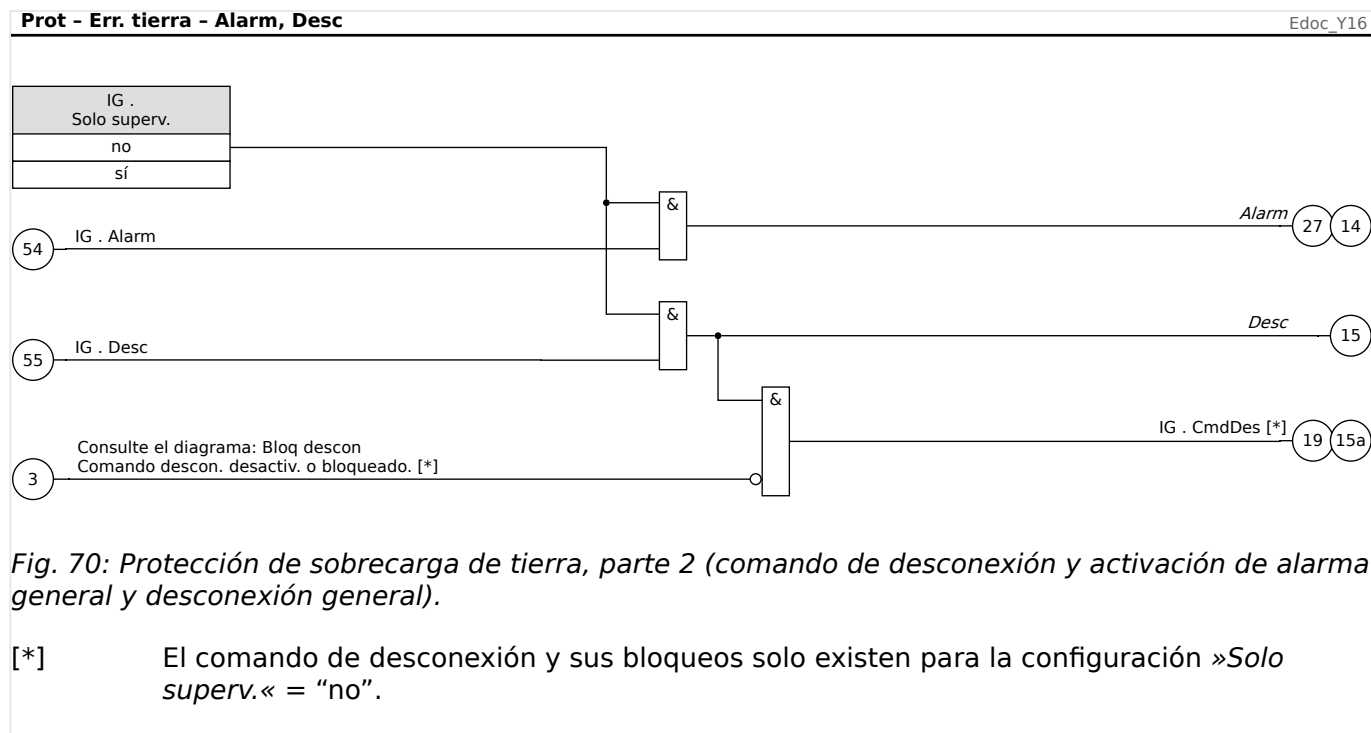 Prot – Err. tierra – Alarm, Desc
Edoc_Y16
IG .
Solo superv.
no
sí
&
Alarm
27 14
54
IG . Alarm
&
Desc
15
55
IG . Desc
&
IG . CmdDes [*]
19 15a
Consulte el diagrama: Bloq descon
Comando descon. desactiv. o bloqueado. [*]
3
Fig. 70: Protección de sobrecarga de tierra, parte 2 (comando de desconexión y activación de alarma
general y desconexión general).
[*] El comando de desconexión y sus bloqueos solo existen para la configuración »Solo
superv.« = “no”.